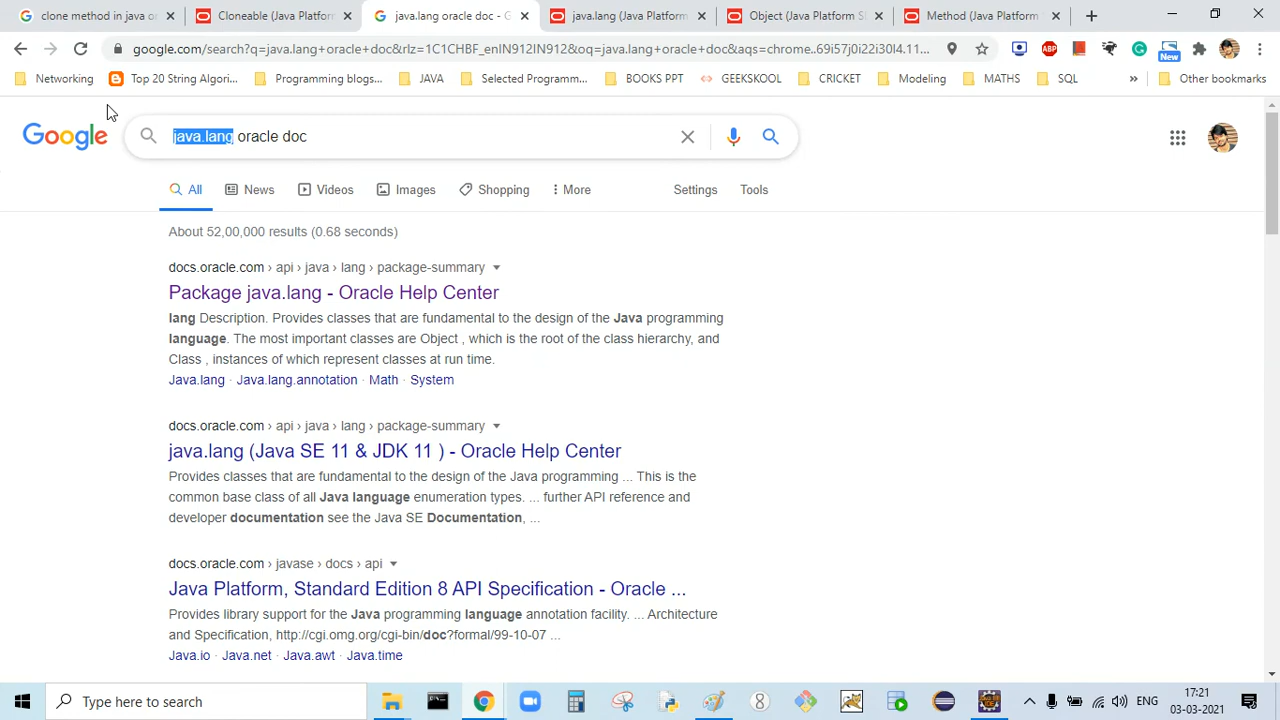 clone method in java or
Cloneable (Java Platform
java.lang oracle doc - G
java.lang (Java Platform
Object (Java Platform S
Method (Java Platform
google.com/search?q=java.lang+oracle+doc&rlz=1C1CHBF_enIN912IN912&oq=java.lang+oracle+doc&aqs=chrome..69i57j0i22i30l4.11...
ABP
New
Networking
Top 20 String Algori...
Programming blogs...
JAVA
Selected Programm...
BOOKS PPT
GEEKSKOOL
CRICKET
Modeling
MATHS
SQL
»
Other bookmarks
Google
java.lang oracle doc
All
News
Videos
Images
Shopping
More
Settings
Tools
About 52,00,000 results (0.68 seconds)
docs.oracle.com › api › java › lang › package-summary
Package java.lang - Oracle Help Center
lang Description. Provides classes that are fundamental to the design of the Java programming
language. The most important classes are Object , which is the root of the class hierarchy, and
Class , instances of which represent classes at run time.
Java.lang · Java.lang.annotation · Math · System
docs.oracle.com › api › java › lang › package-summary
java.lang (Java SE 11 & JDK 11 ) - Oracle Help Center
Provides classes that are fundamental to the design of the Java programming ... This is the
common base class of all Java language enumeration types. ... further API reference and
developer documentation see the Java SE Documentation, ...
docs.oracle.com › javase › docs › api
Java Platform, Standard Edition 8 API Specification - Oracle ...
Provides library support for the Java programming language annotation facility. ... Architecture
and Specification, http://cgi.omg.org/cgi-bin/doc?formal/99-10-07 ...
Java.io · Java.net · Java.awt · Java.time
Type here to search
ENG
17:21
03-03-2021